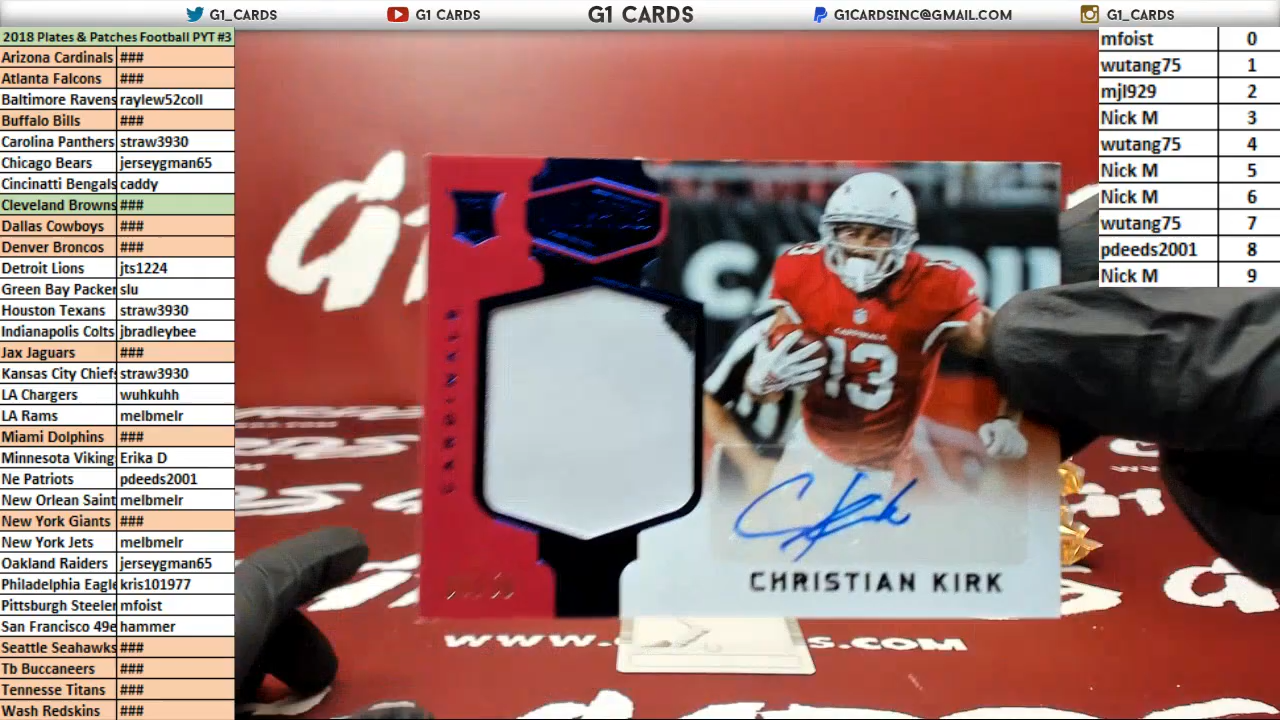 G1_CARDS
G1 CARDS
G1 CARDS
G1CARDSINC@GMAIL.COM
G1_CARDS
2018 Plates & Patches Football PYT #3
Arizona Cardinals ###
Atlanta Falcons ###
Baltimore Ravens raylew52coll
Buffalo Bills ###
Carolina Panthers straw3930
Chicago Bears jerseygman65
Cincinatti Bengals caddy
Cleveland Browns ###
Dallas Cowboys ###
Denver Broncos ###
Detroit Lions jts1224
Green Bay Packer slu
Houston Texans straw3930
Indianapolis Colts jbradleybee
Jax Jaguars ###
Kansas City Chiefs straw3930
LA Chargers wuhkuhh
LA Rams melbmelr
Miami Dolphins ###
Minnesota Viking Erika D
Ne Patriots pdeeds2001
New Orlean Saint melbmelr
New York Giants ###
New York Jets melbmelr
Oakland Raiders jerseygman65
Philadelphia Eagle kris101977
Pittsburgh Steeler mfoist
San Francisco 49e hammer
Seattle Seahawks ###
Tb Buccaneers ###
Tennesse Titans ###
Wash Redskins ###
mfoist 0
wutang75 1
mjl929 2
Nick M 3
wutang75 4
Nick M 5
Nick M 6
wutang75 7
pdeeds2001 8
Nick M 9
CARDINALS
13
C Kirk
CHRISTIAN KIRK
www.
s.com